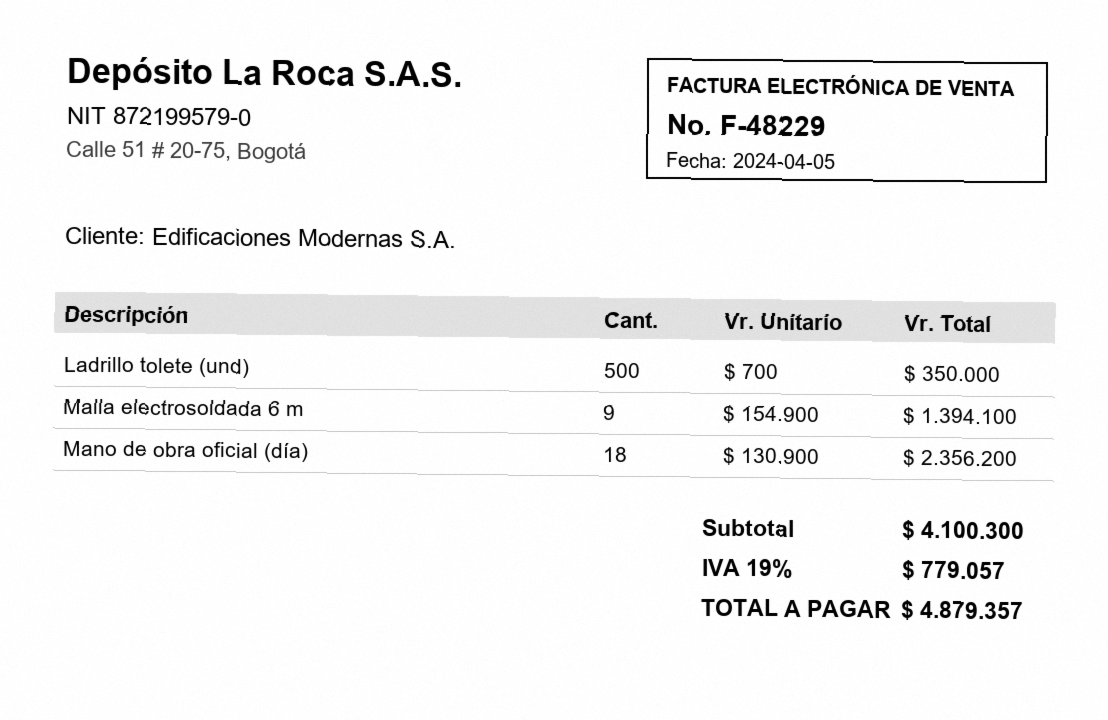 Depósito La Roca S.A.S.
NIT 872199579-0
Calle 51 # 20-75, Bogotá
FACTURA ELECTRÓNICA DE VENTA
No. F-48229
Fecha: 2024-04-05
Cliente: Edificaciones Modernas S.A.
Descripción Cant. Vr. Unitario Vr. Total
Ladrillo tolete (und) 500 $ 700 $ 350.000
Malla electrosoldada 6 m 9 $ 154.900 $ 1.394.100
Mano de obra oficial (día) 18 $ 130.900 $ 2.356.200
Subtotal $ 4.100.300
IVA 19% $ 779.057
TOTAL A PAGAR $ 4.879.357